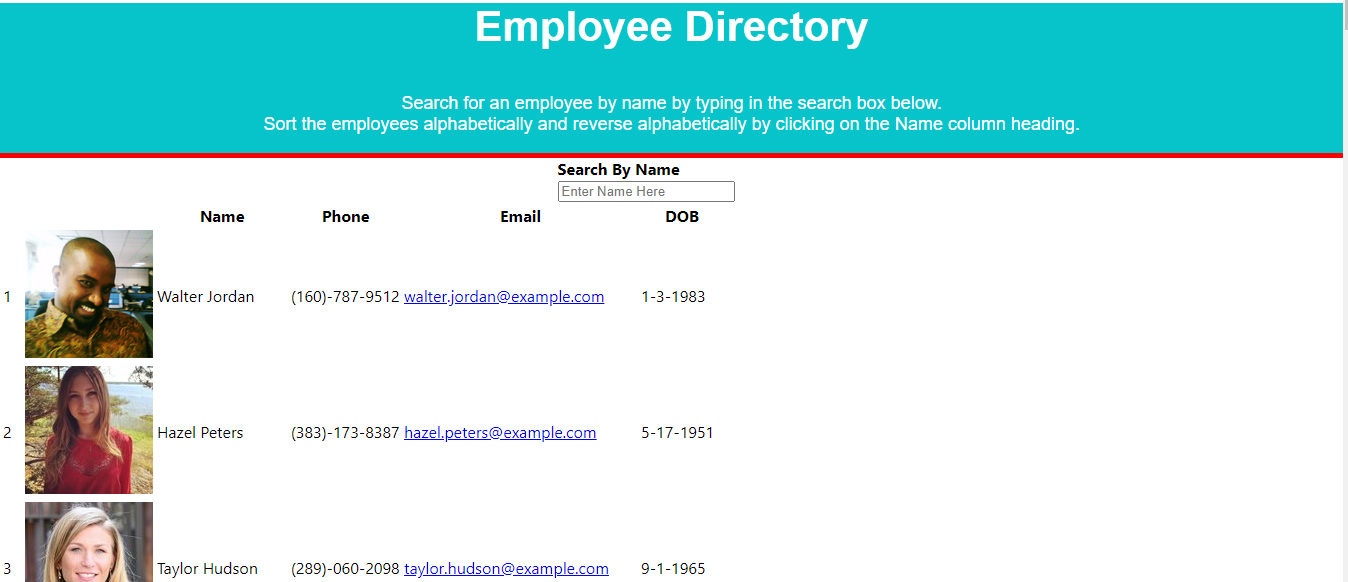 Employee Directory
Search for an employee by name by typing in the search box below.
Sort the employees alphabetically and reverse alphabetically by clicking on the Name column heading.
Search By Name
Enter Name Here
Name Phone Email DOB
1 Walter Jordan (160)-787-9512 walter.jordan@example.com 1-3-1983
2 Hazel Peters (383)-173-8387 hazel.peters@example.com 5-17-1951
3 Taylor Hudson (289)-060-2098 taylor.hudson@example.com 9-1-1965